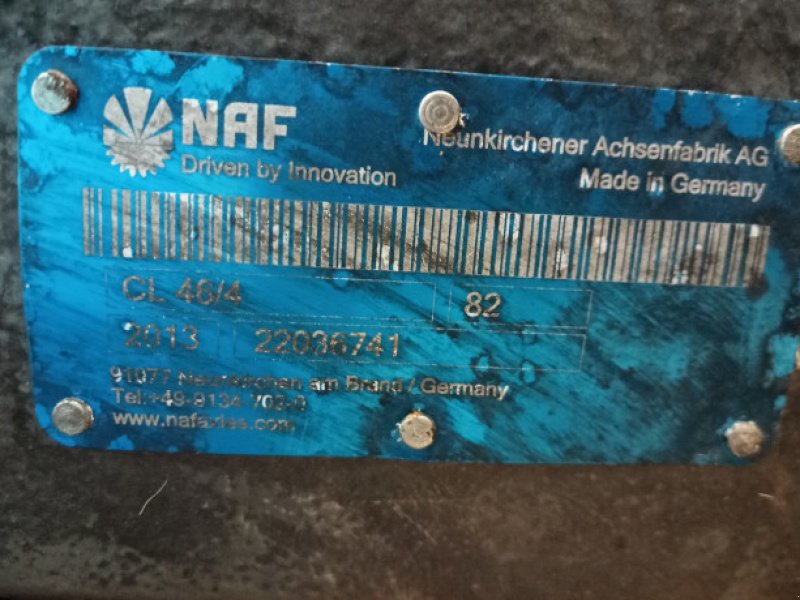 NAF
Driven by Innovation
Neunkirchener Achsenfabrik AG
Made in Germany
CL 46/4
82
2013 22036741
91077 Neunkirchen am Brand / Germany
Tel:+49-9134-702-0
www.nafaxles.com